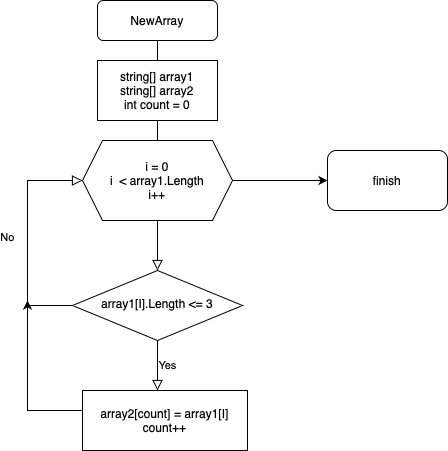 NewArray
string[] array1
string[] array2
int count = 0
i = 0
i < array1.Length
i++
finish
No
array1[I].Length <= 3
Yes
array2[count] = array1[I]
count++